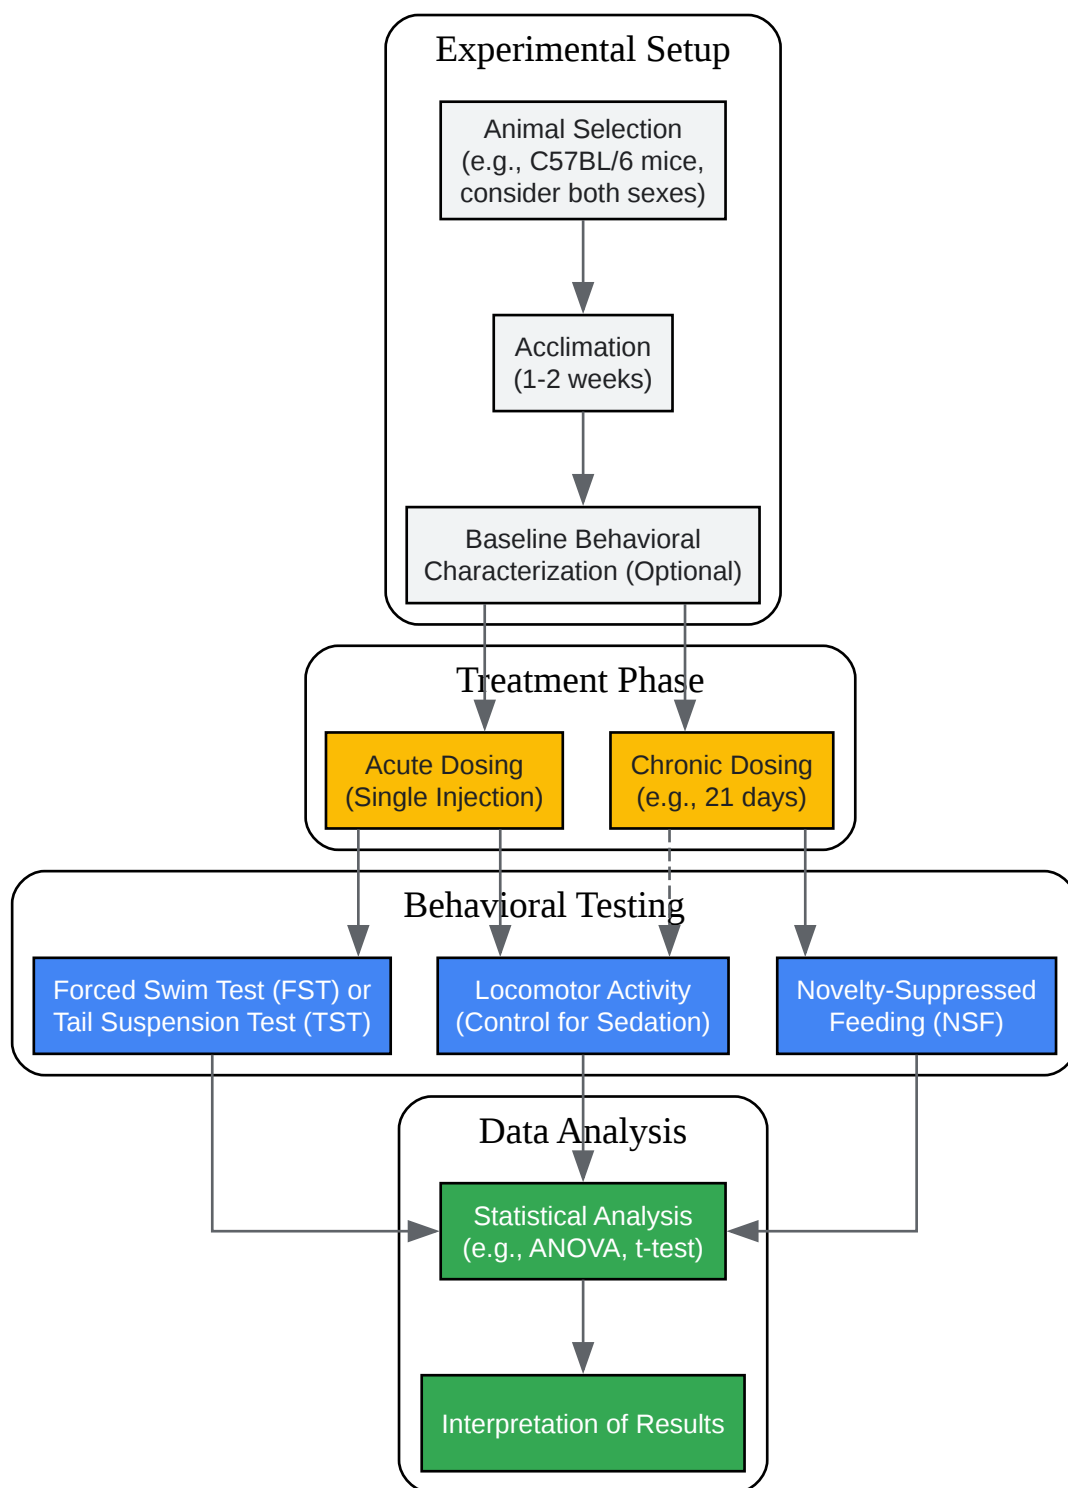 Experimental Setup
Animal Selection
(e.g., C57BL/6 mice,
consider both sexes)
Acclimation
(1-2 weeks)
Baseline Behavioral
Characterization (Optional)
Treatment Phase
Acute Dosing
(Single Injection)
Chronic Dosing
(e.g., 21 days)
Behavioral Testing
Forced Swim Test (FST) or
Tail Suspension Test (TST)
Locomotor Activity
(Control for Sedation)
Novelty-Suppressed
Feeding (NSF)
Data Analysis
Statistical Analysis
(e.g., ANOVA, t-test)
Interpretation of Results